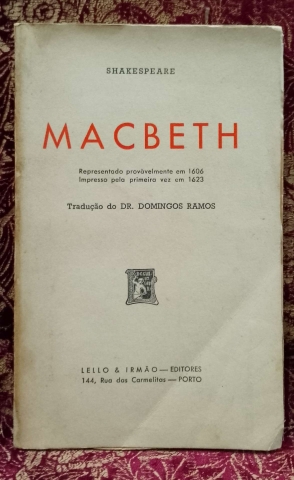 SHAKESPEARE
MACBETH
Representado provàvelmente em 1606
Impressa pela primeira vez em 1623
Tradução do DR. DOMINGOS RAMOS
LELLO & IRMÃO — EDITORES
144, Rua das Carmelitas — PORTO